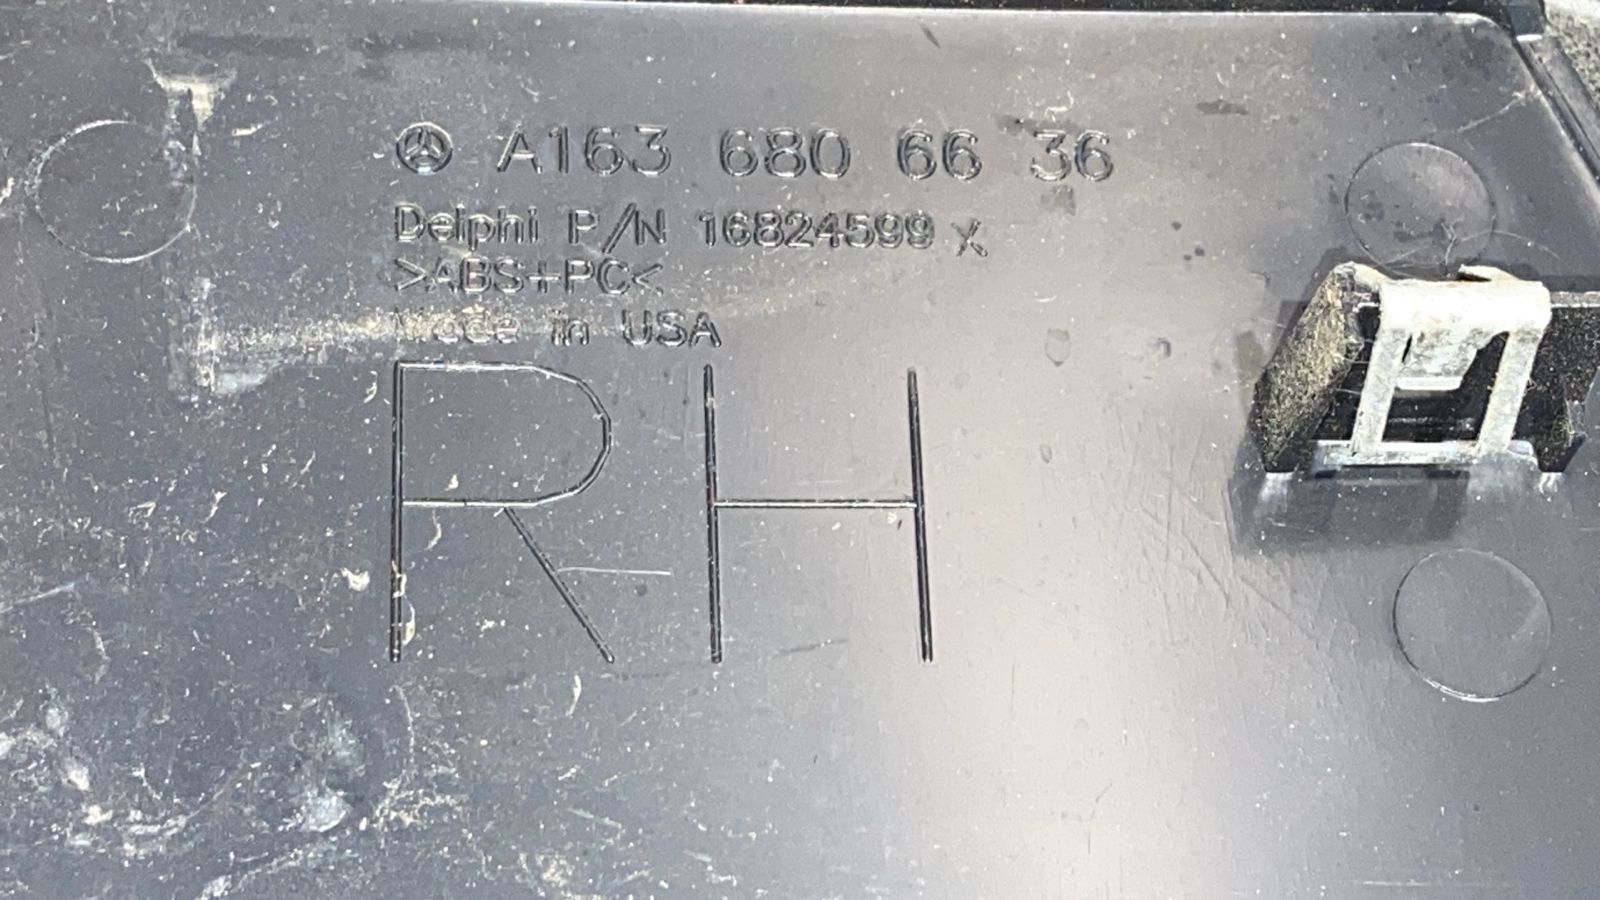 A163 680 66 36
Delphi P/N 16824599 X
>ABS+PC<
Made in USA
RH